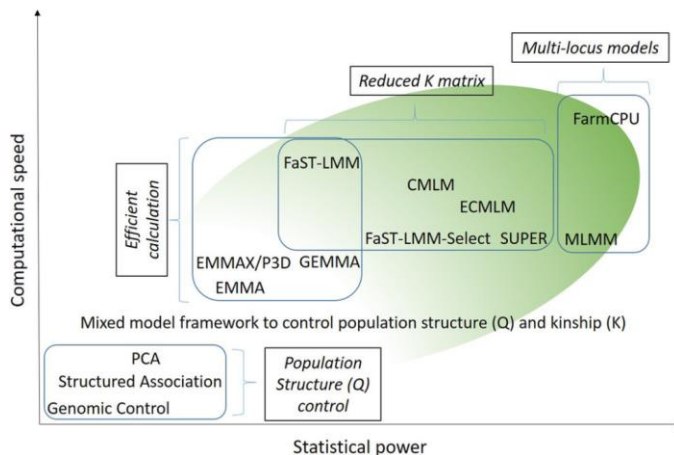 Multi-locus models
Reduced K matrix
FarmCPU
FaST-LMM
CMLM
ECMLM
Efficient
calculation
FaST-LMM-Select SUPER MLMM
EMMAX/P3D GEMMA
EMMA
Mixed model framework to control population structure (Q) and kinship (K)
PCA
Structured Association
Genomic Control
Population
Structure (Q)
control
Computational speed
Statistical power